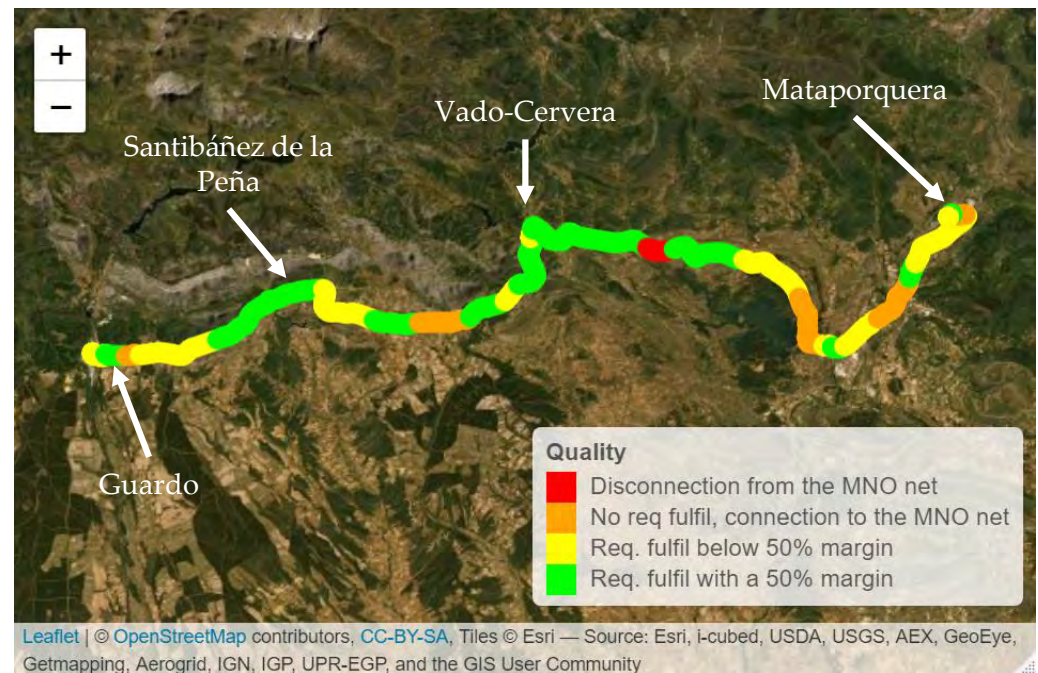 +
−
Mataporquera
Vado-Cervera
Santibáñez de la
Peña
Guardo
Quality
Disconnection from the MNO net
No req fulfil, connection to the MNO net
Req. fulfil below 50% margin
Req. fulfil with a 50% margin
Leaflet | © OpenStreetMap contributors, CC-BY-SA, Tiles © Esri — Source: Esri, i-cubed, USDA, USGS, AEX, GeoEye,
Getmapping, Aerogrid, IGN, IGP, UPR-EGP, and the GIS User Community